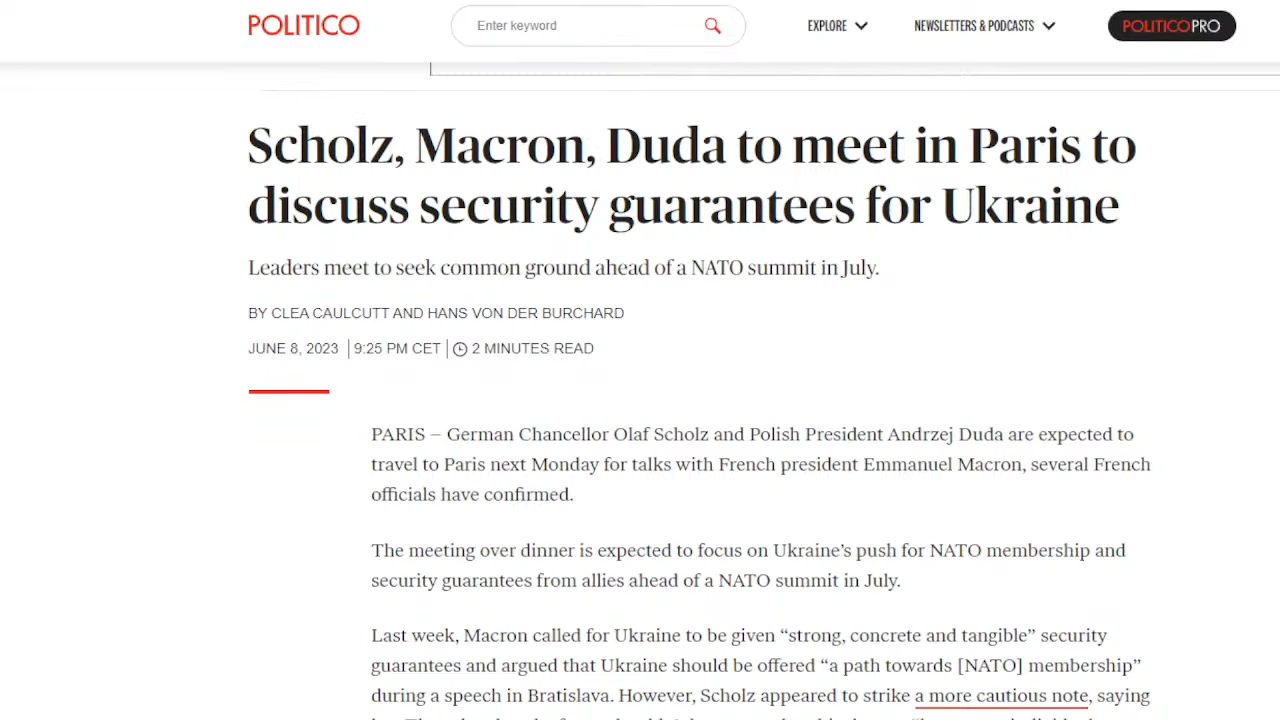 POLITICO
Enter keyword
EXPLORE
NEWSLETTERS & PODCASTS
POLITICOPRO
Scholz, Macron, Duda to meet in Paris to
discuss security guarantees for Ukraine
Leaders meet to seek common ground ahead of a NATO summit in July.
BY CLEA CAULCUTT AND HANS VON DER BURCHARD
JUNE 8, 2023 | 9:25 PM CET | 2 MINUTES READ
PARIS – German Chancellor Olaf Scholz and Polish President Andrzej Duda are expected to
travel to Paris next Monday for talks with French president Emmanuel Macron, several French
officials have confirmed.
The meeting over dinner is expected to focus on Ukraine’s push for NATO membership and
security guarantees from allies ahead of a NATO summit in July.
Last week, Macron called for Ukraine to be given “strong, concrete and tangible” security
guarantees and argued that Ukraine should be offered “a path towards [NATO] membership”
during a speech in Bratislava. However, Scholz appeared to strike a more cautious note, saying